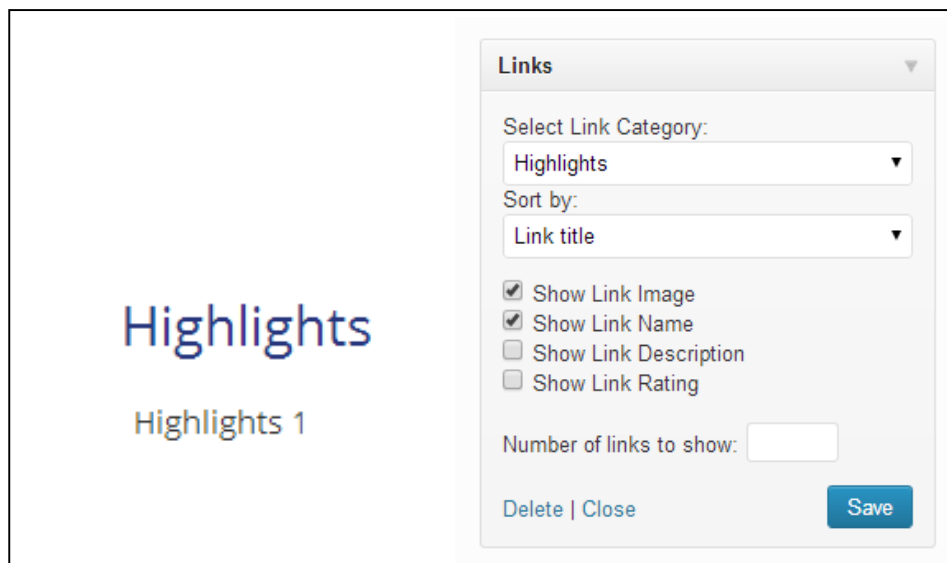 Highlights
Highlights 1
Links
Select Link Category:
Highlights
Sort by:
Link title
Show Link Image
Show Link Name
Show Link Description
Show Link Rating
Number of links to show:
Delete | Close
Save